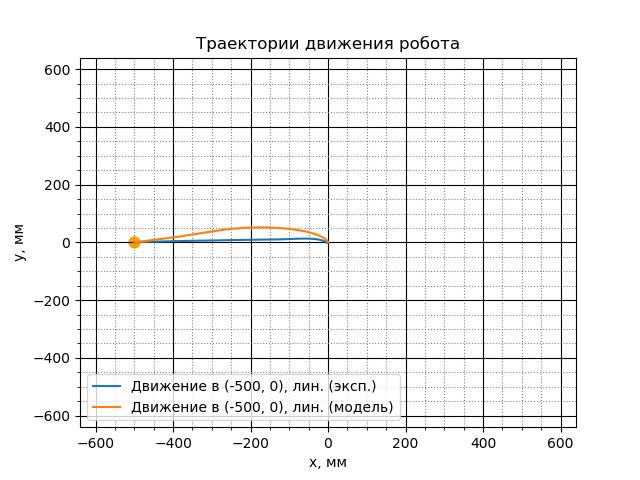 Траектории движения робота
600
400
200
0
−200
−400
−600
y, мм
Движение в (-500, 0), лин. (эксп.)
Движение в (-500, 0), лин. (модель)
−600 −400 −200 0 200 400 600
x, мм